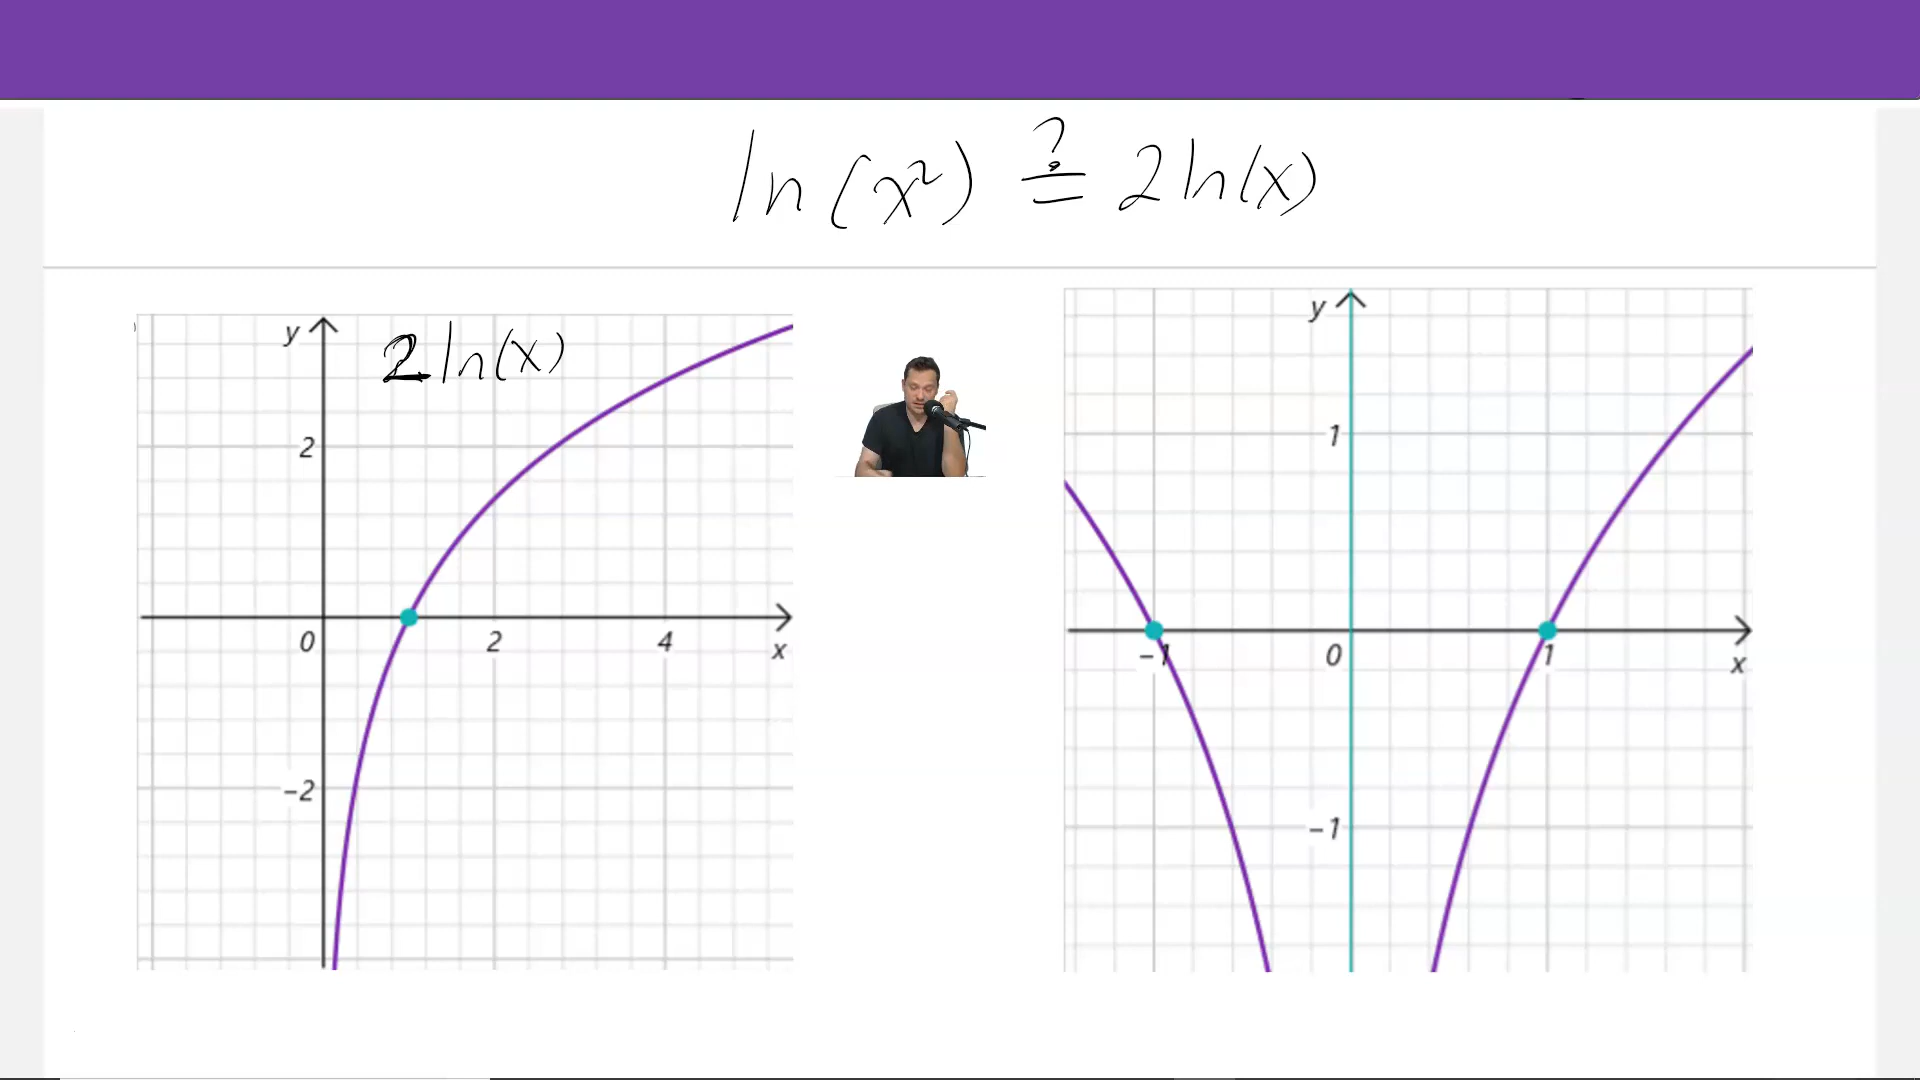 ln(x²) ≟ 2ln(x)
y 2ln(x)
2
0 2 4 x
-2
y
1
-1 0 1 x
-1